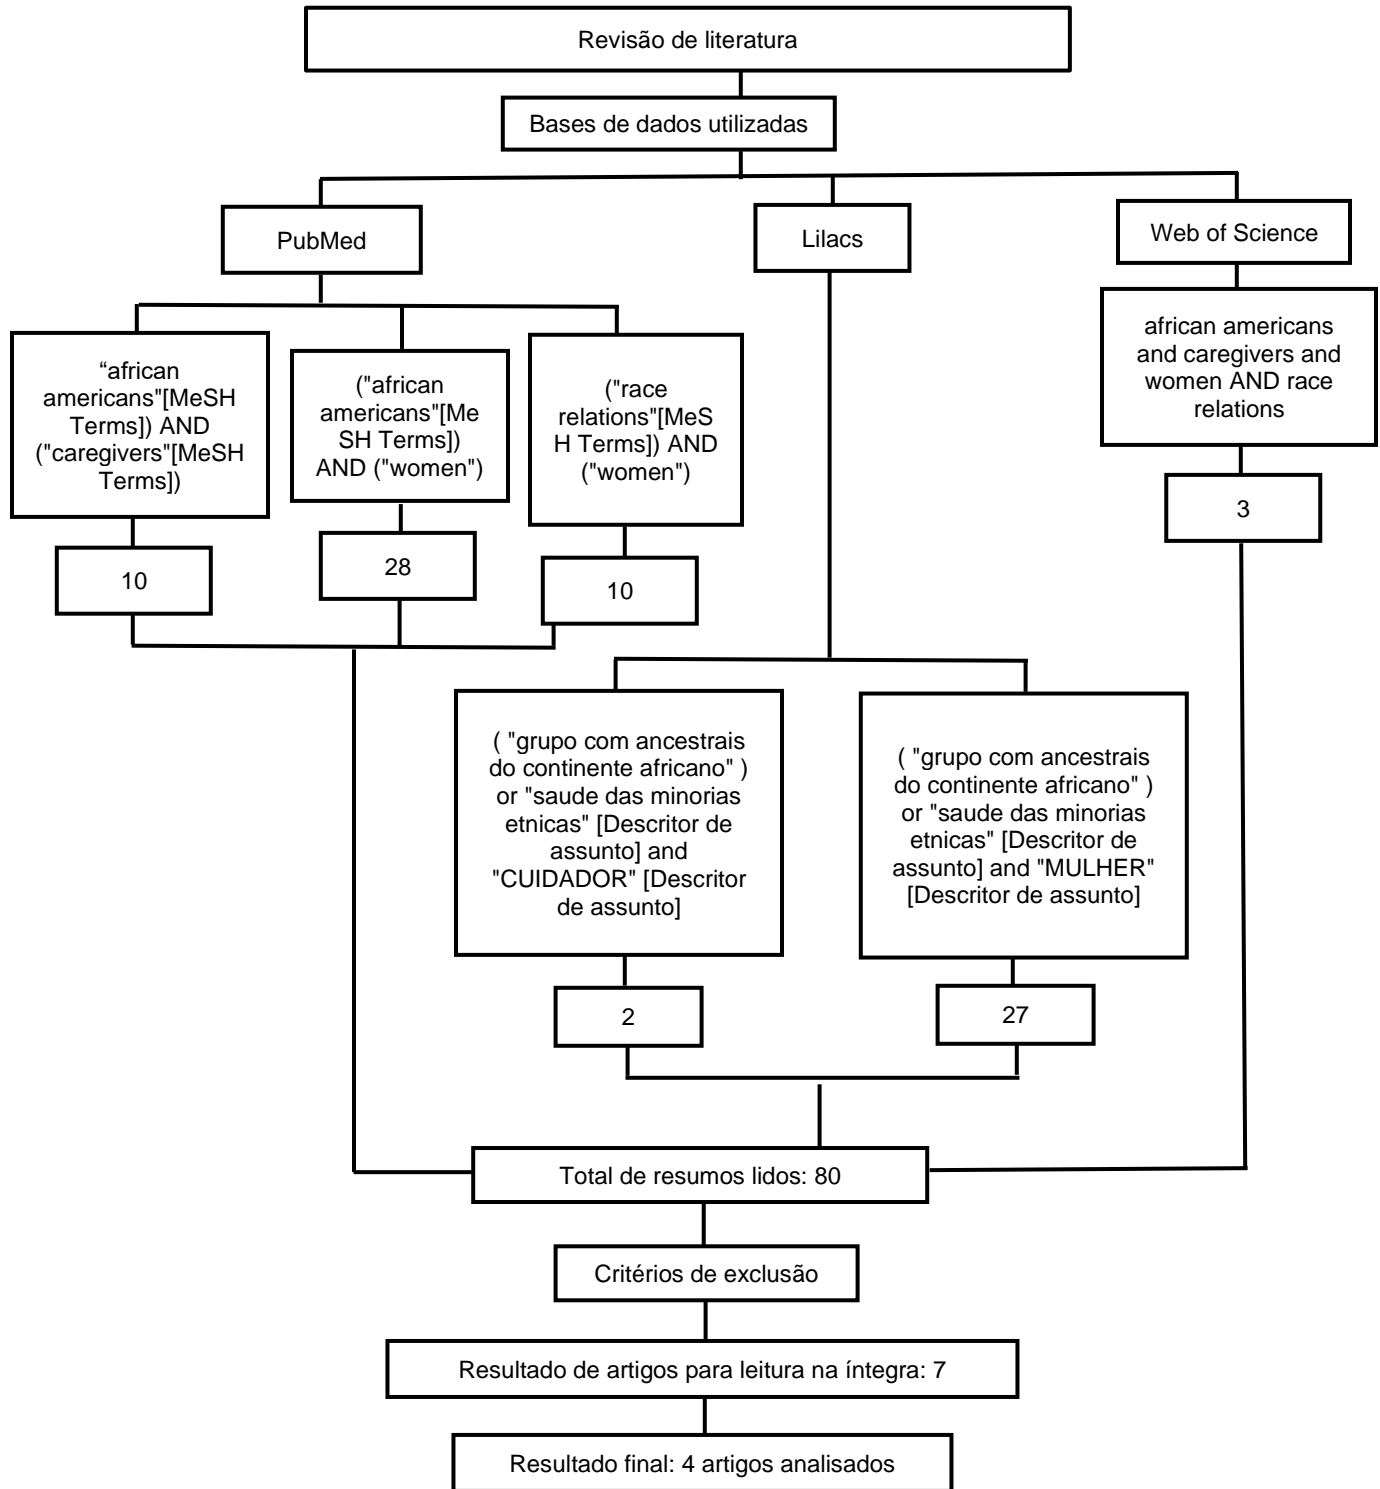 Revisão de literatura
Bases de dados utilizadas
PubMed
Lilacs
Web of Science
“african
americans"[MeSH
Terms]) AND
("caregivers"[MeSH
Terms])
("african
americans"[Me
SH Terms])
AND ("women")
("race
relations"[MeS
H Terms]) AND
("women")
african americans
and caregivers and
women AND race
relations
10
28
10
3
( "grupo com ancestrais
do continente africano" )
or "saude das minorias
etnicas" [Descritor de
assunto] and
"CUIDADOR" [Descritor
de assunto]
( "grupo com ancestrais
do continente africano" )
or "saude das minorias
etnicas" [Descritor de
assunto] and "MULHER"
[Descritor de assunto]
2
27
Total de resumos lidos: 80
Critérios de exclusão
Resultado de artigos para leitura na íntegra: 7
Resultado final: 4 artigos analisados